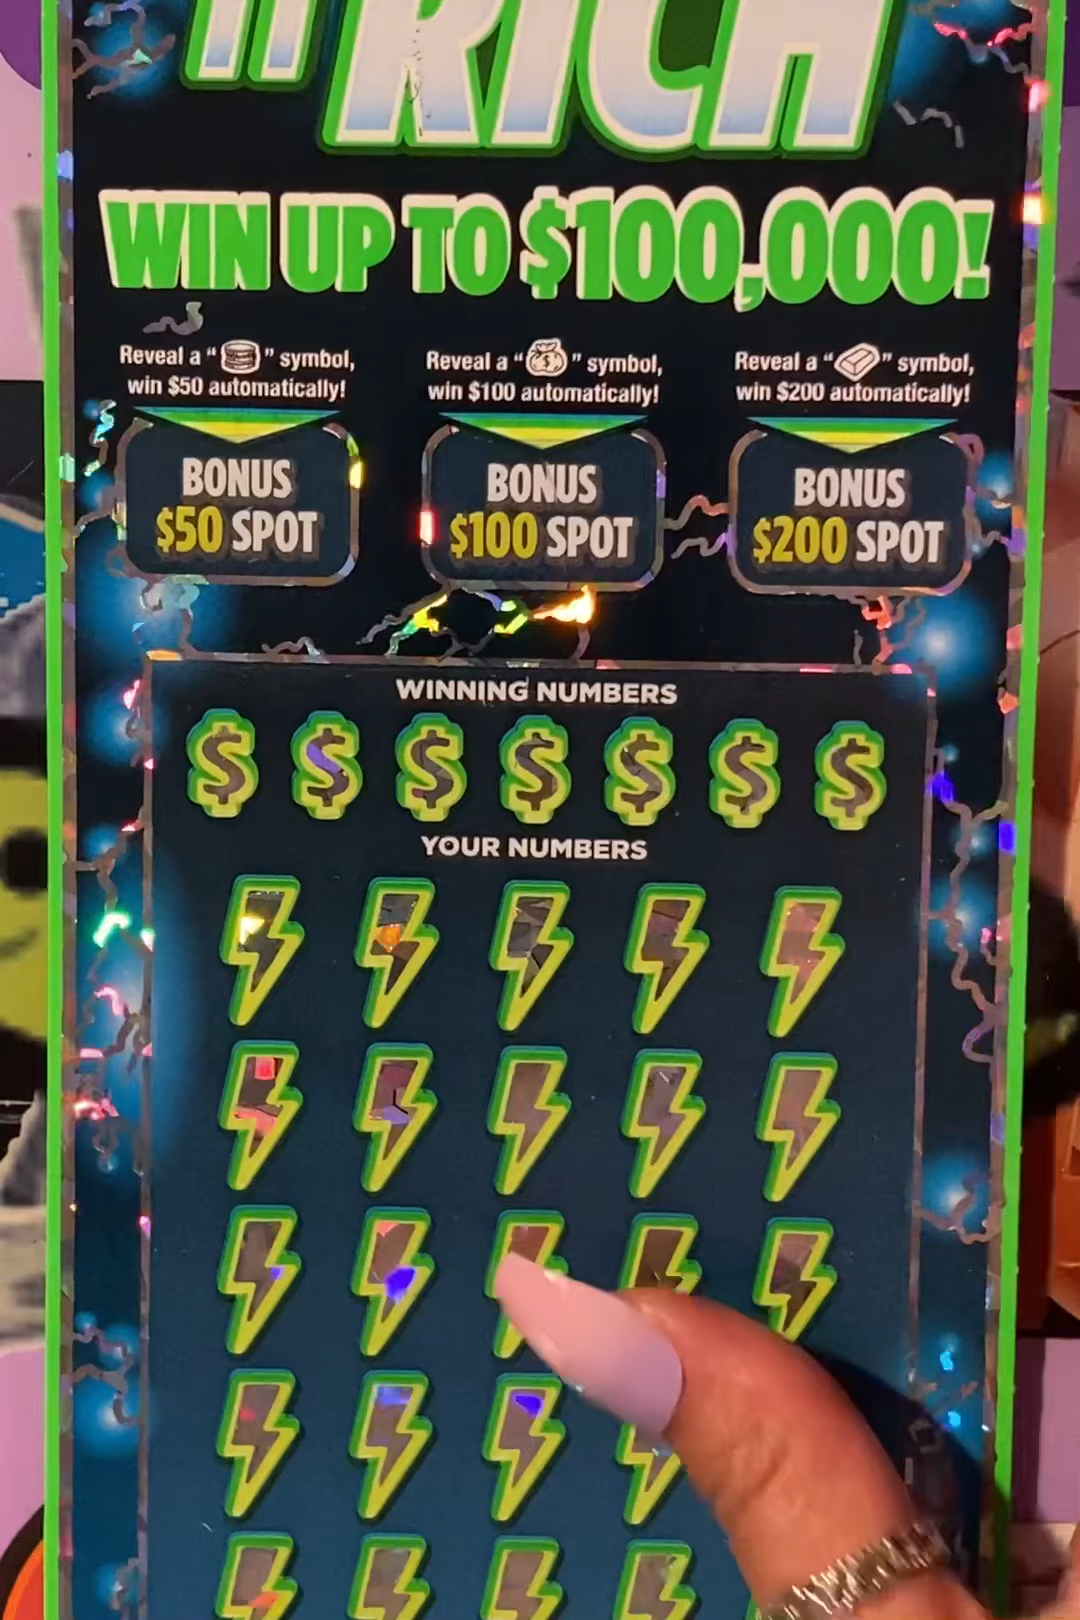 IT RICH
WIN UP TO $100,000!
Reveal a " " symbol,
win $50 automatically!
Reveal a " " symbol,
win $100 automatically!
Reveal a " " symbol,
win $200 automatically!
BONUS
$50 SPOT
BONUS
$100 SPOT
BONUS
$200 SPOT
WINNING NUMBERS
$ $ $ $ $ $ $
YOUR NUMBERS